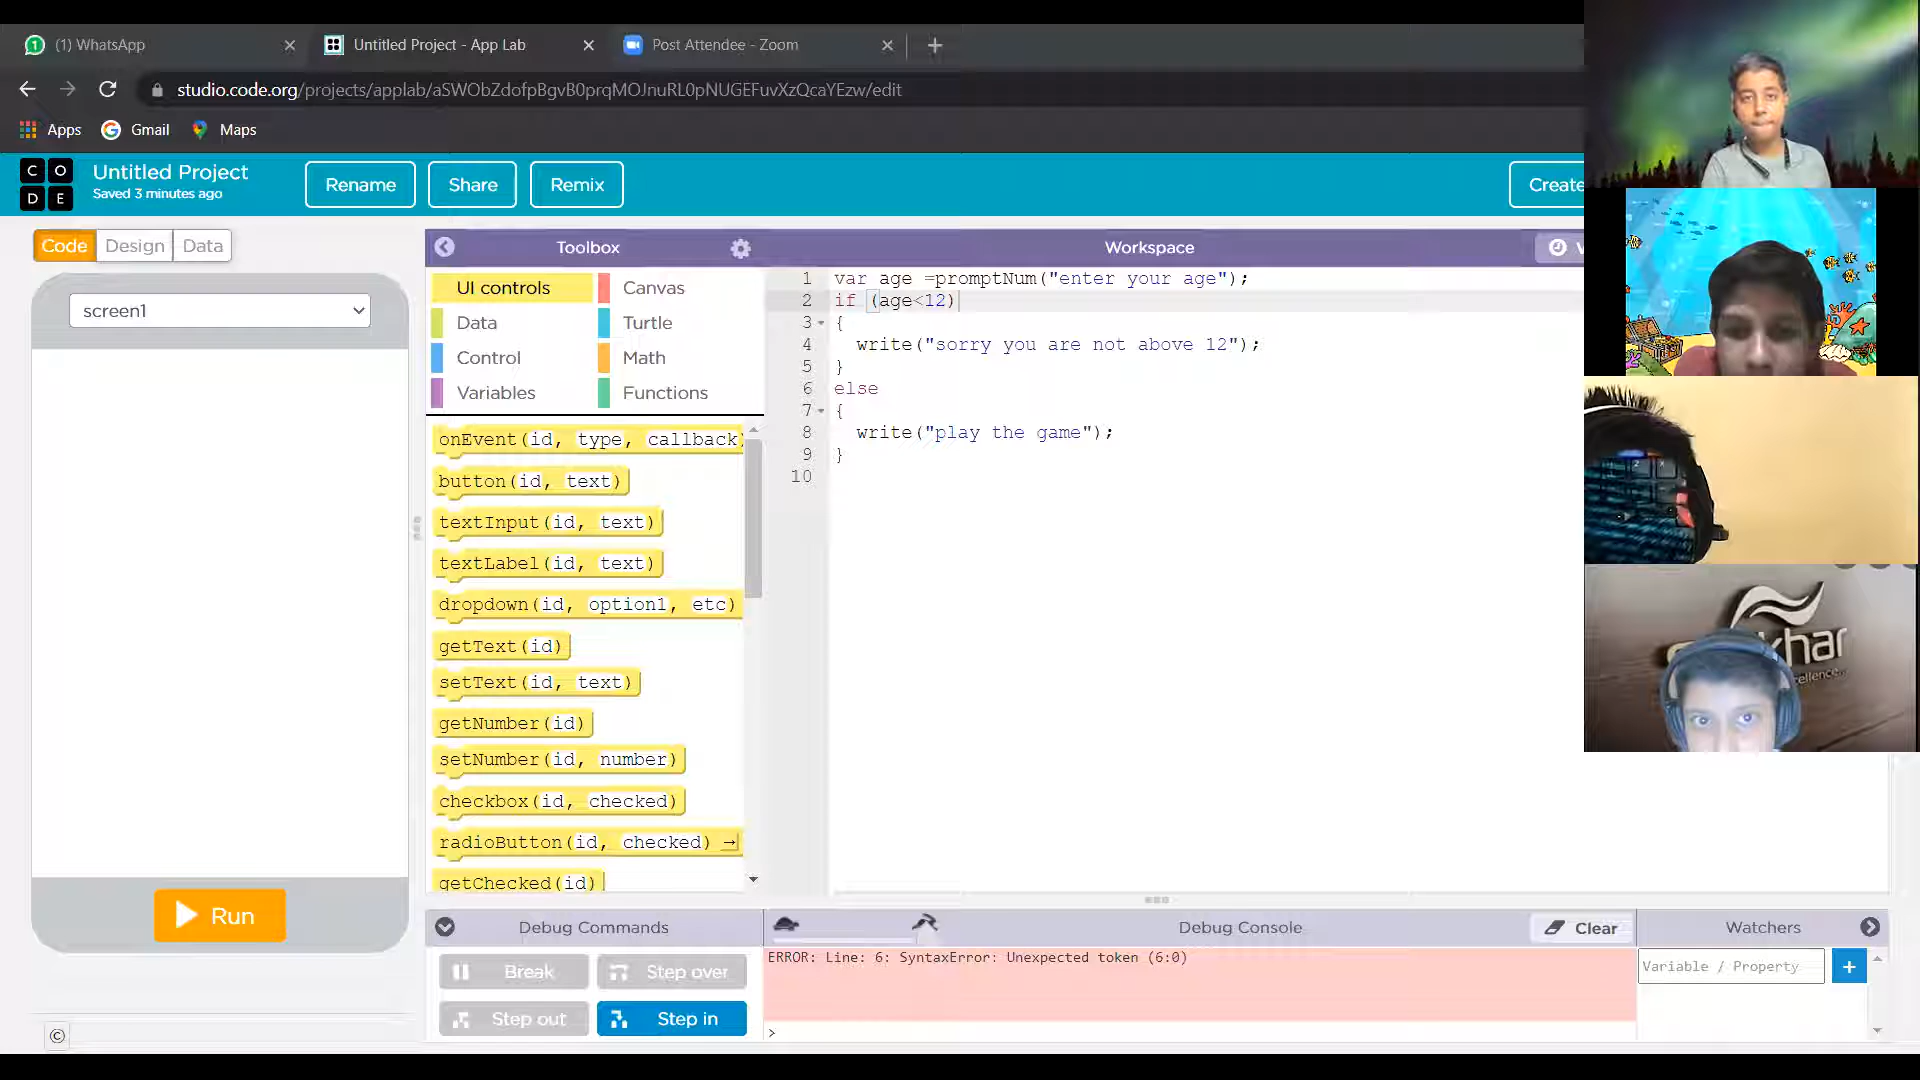 (1) WhatsApp
Untitled Project - App Lab
Post Attendee - Zoom
studio.code.org/projects/applab/aSWObZdofpBgvB0prqMOJnuRL0pNUGEFuvXzQcaYEzw/edit
Apps
Gmail
Maps
C O
D E
Untitled Project
Saved 3 minutes ago
Rename
Share
Remix
Create
Code
Design
Data
Toolbox
Workspace
screen1
UI controls
Canvas
Data
Turtle
Control
Math
Variables
Functions
onEvent(id, type, callback)
button(id, text)
textInput(id, text)
textLabel(id, text)
dropdown(id, option1, etc)
getText(id)
setText(id, text)
getNumber(id)
setNumber(id, number)
checkbox(id, checked)
radioButton(id, checked) →
getChecked(id)
1 var age =promptNum("enter your age");
2 if (age<12)
3 {
4 write("sorry you are not above 12");
5 }
6 else
7 {
8 write("play the game");
9 }
10
Run
Debug Commands
Debug Console
Clear
Watchers
Break
Step over
Step out
Step in
ERROR: Line: 6: SyntaxError: Unexpected token (6:0)
>
Variable / Property
+
©